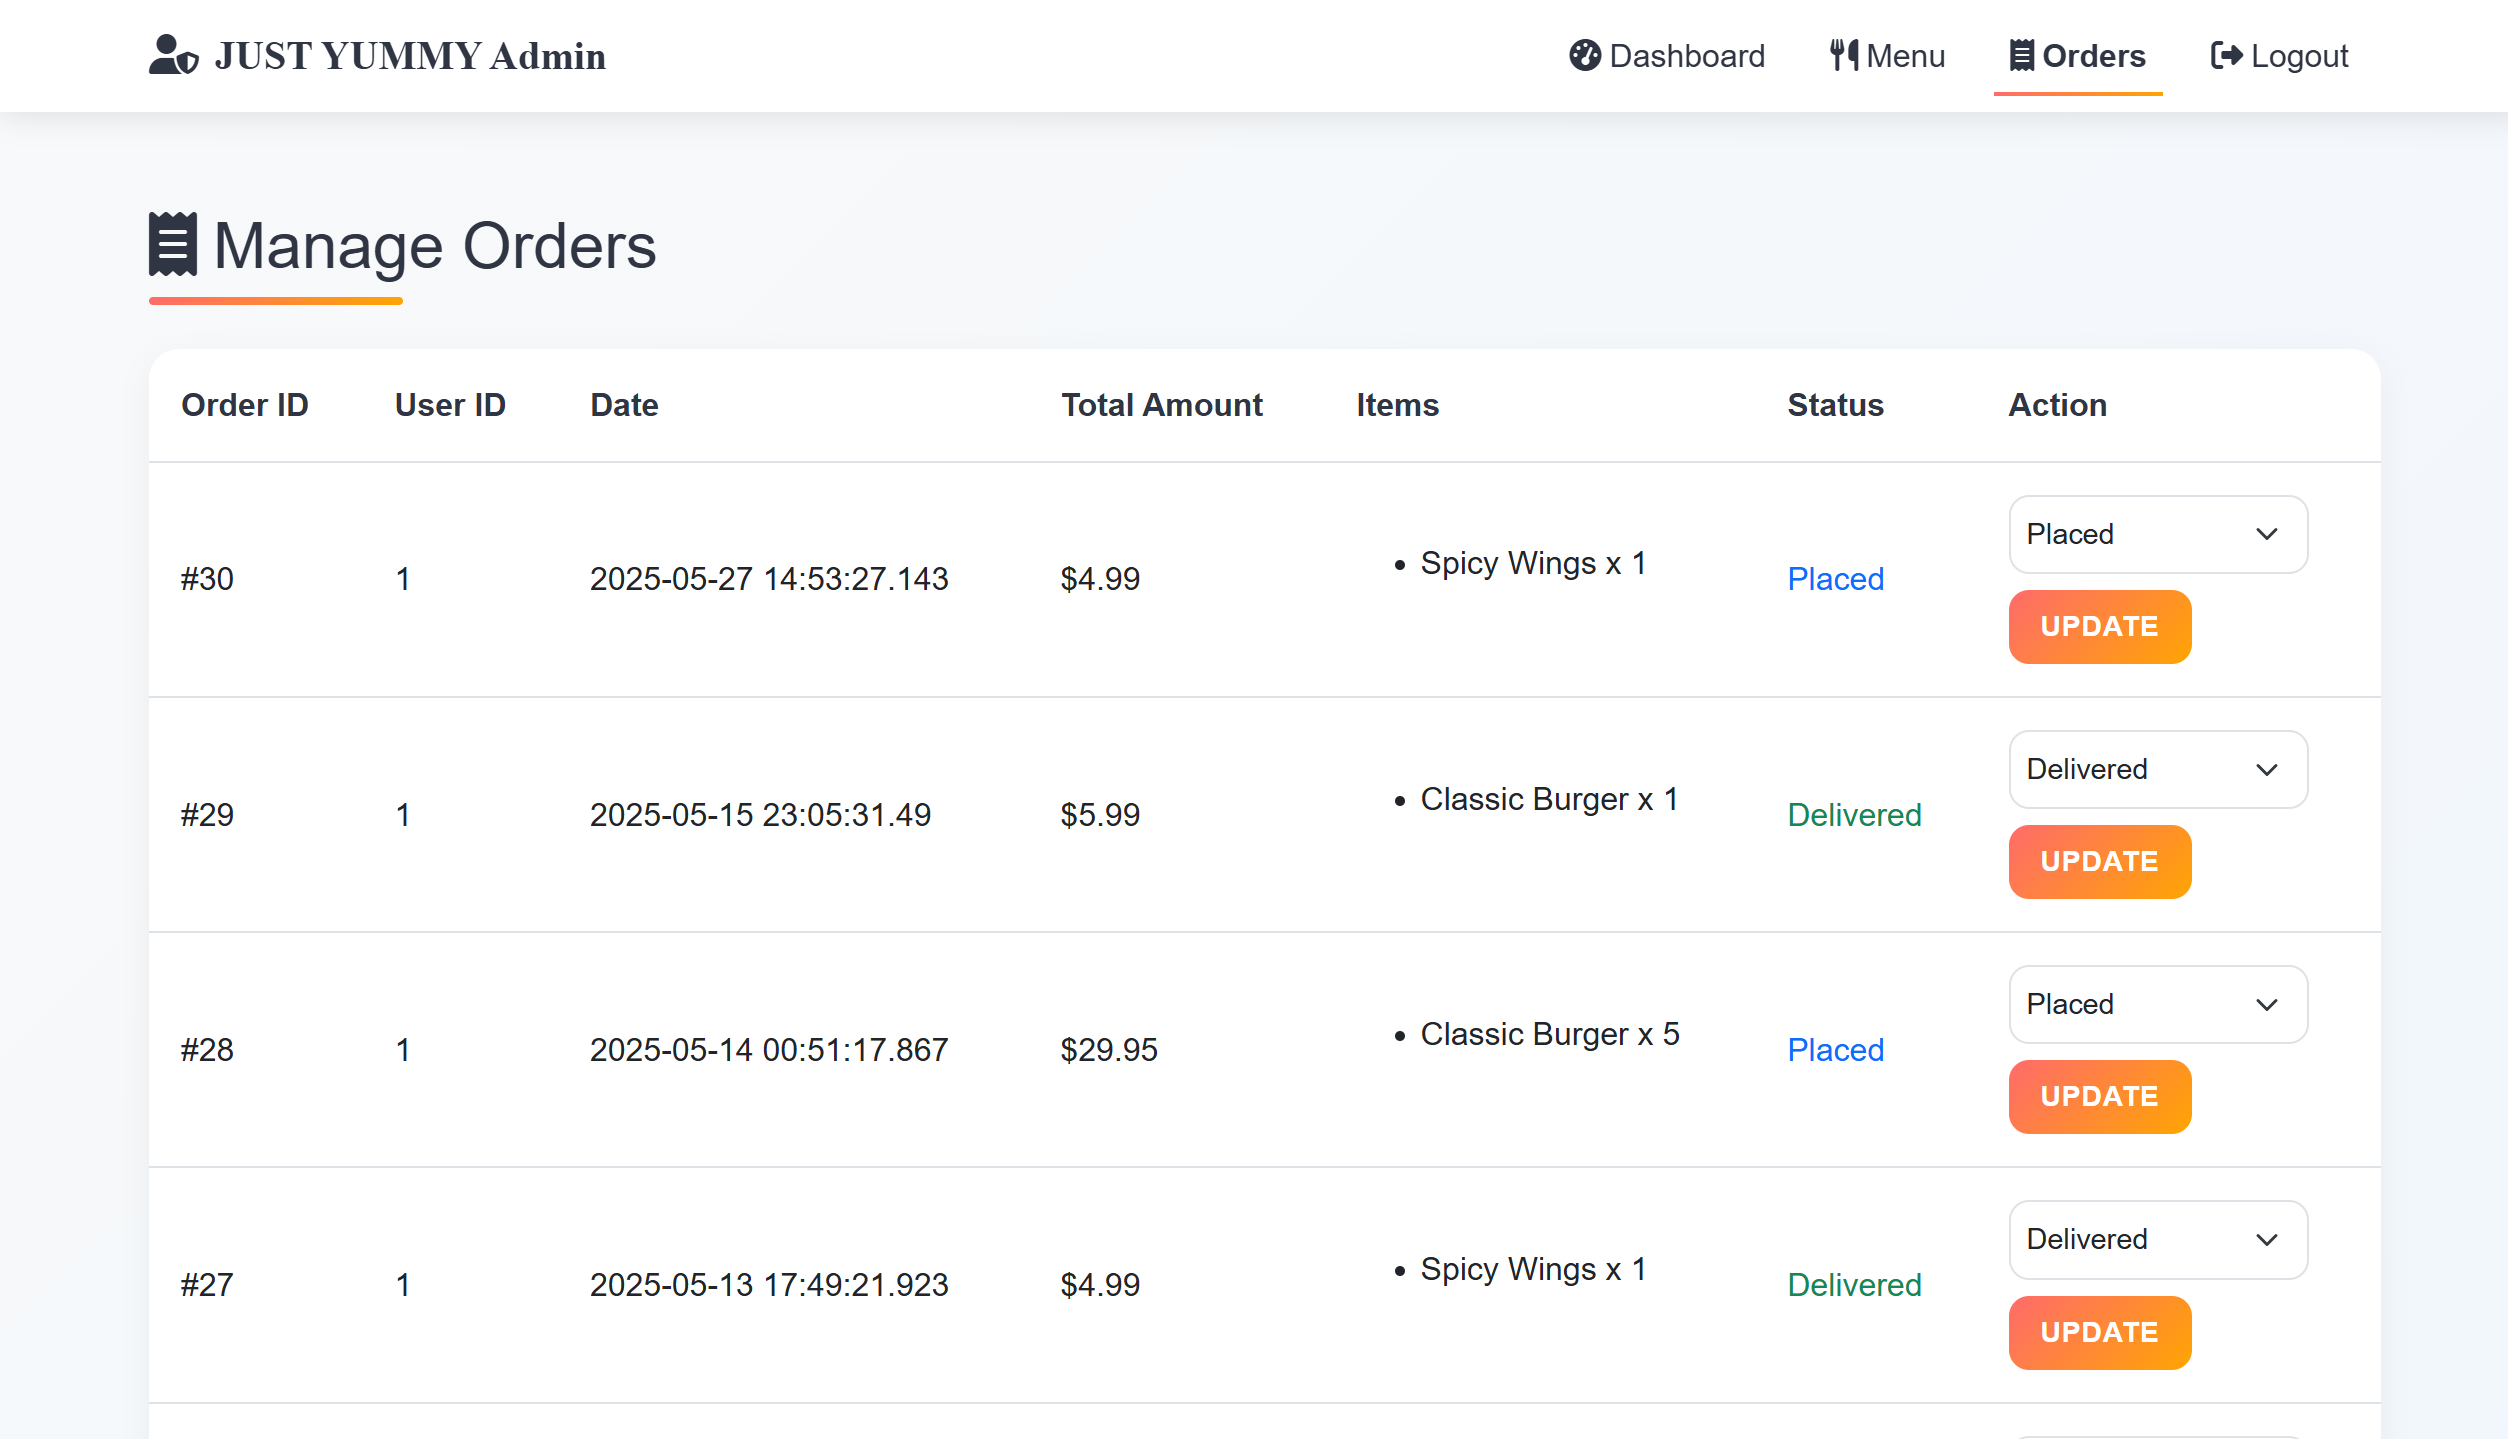 JUST YUMMY Admin
Dashboard
Menu
Orders
Logout
Manage Orders
Order ID User ID Date Total Amount Items Status Action
Placed
#30 1 2025-05-27 14:53:27.143 $4.99 • Spicy Wings x 1 Placed
UPDATE
Delivered
#29 1 2025-05-15 23:05:31.49 $5.99 • Classic Burger x 1 Delivered
UPDATE
Placed
#28 1 2025-05-14 00:51:17.867 $29.95 • Classic Burger x 5 Placed
UPDATE
Delivered
#27 1 2025-05-13 17:49:21.923 $4.99 • Spicy Wings x 1 Delivered
UPDATE